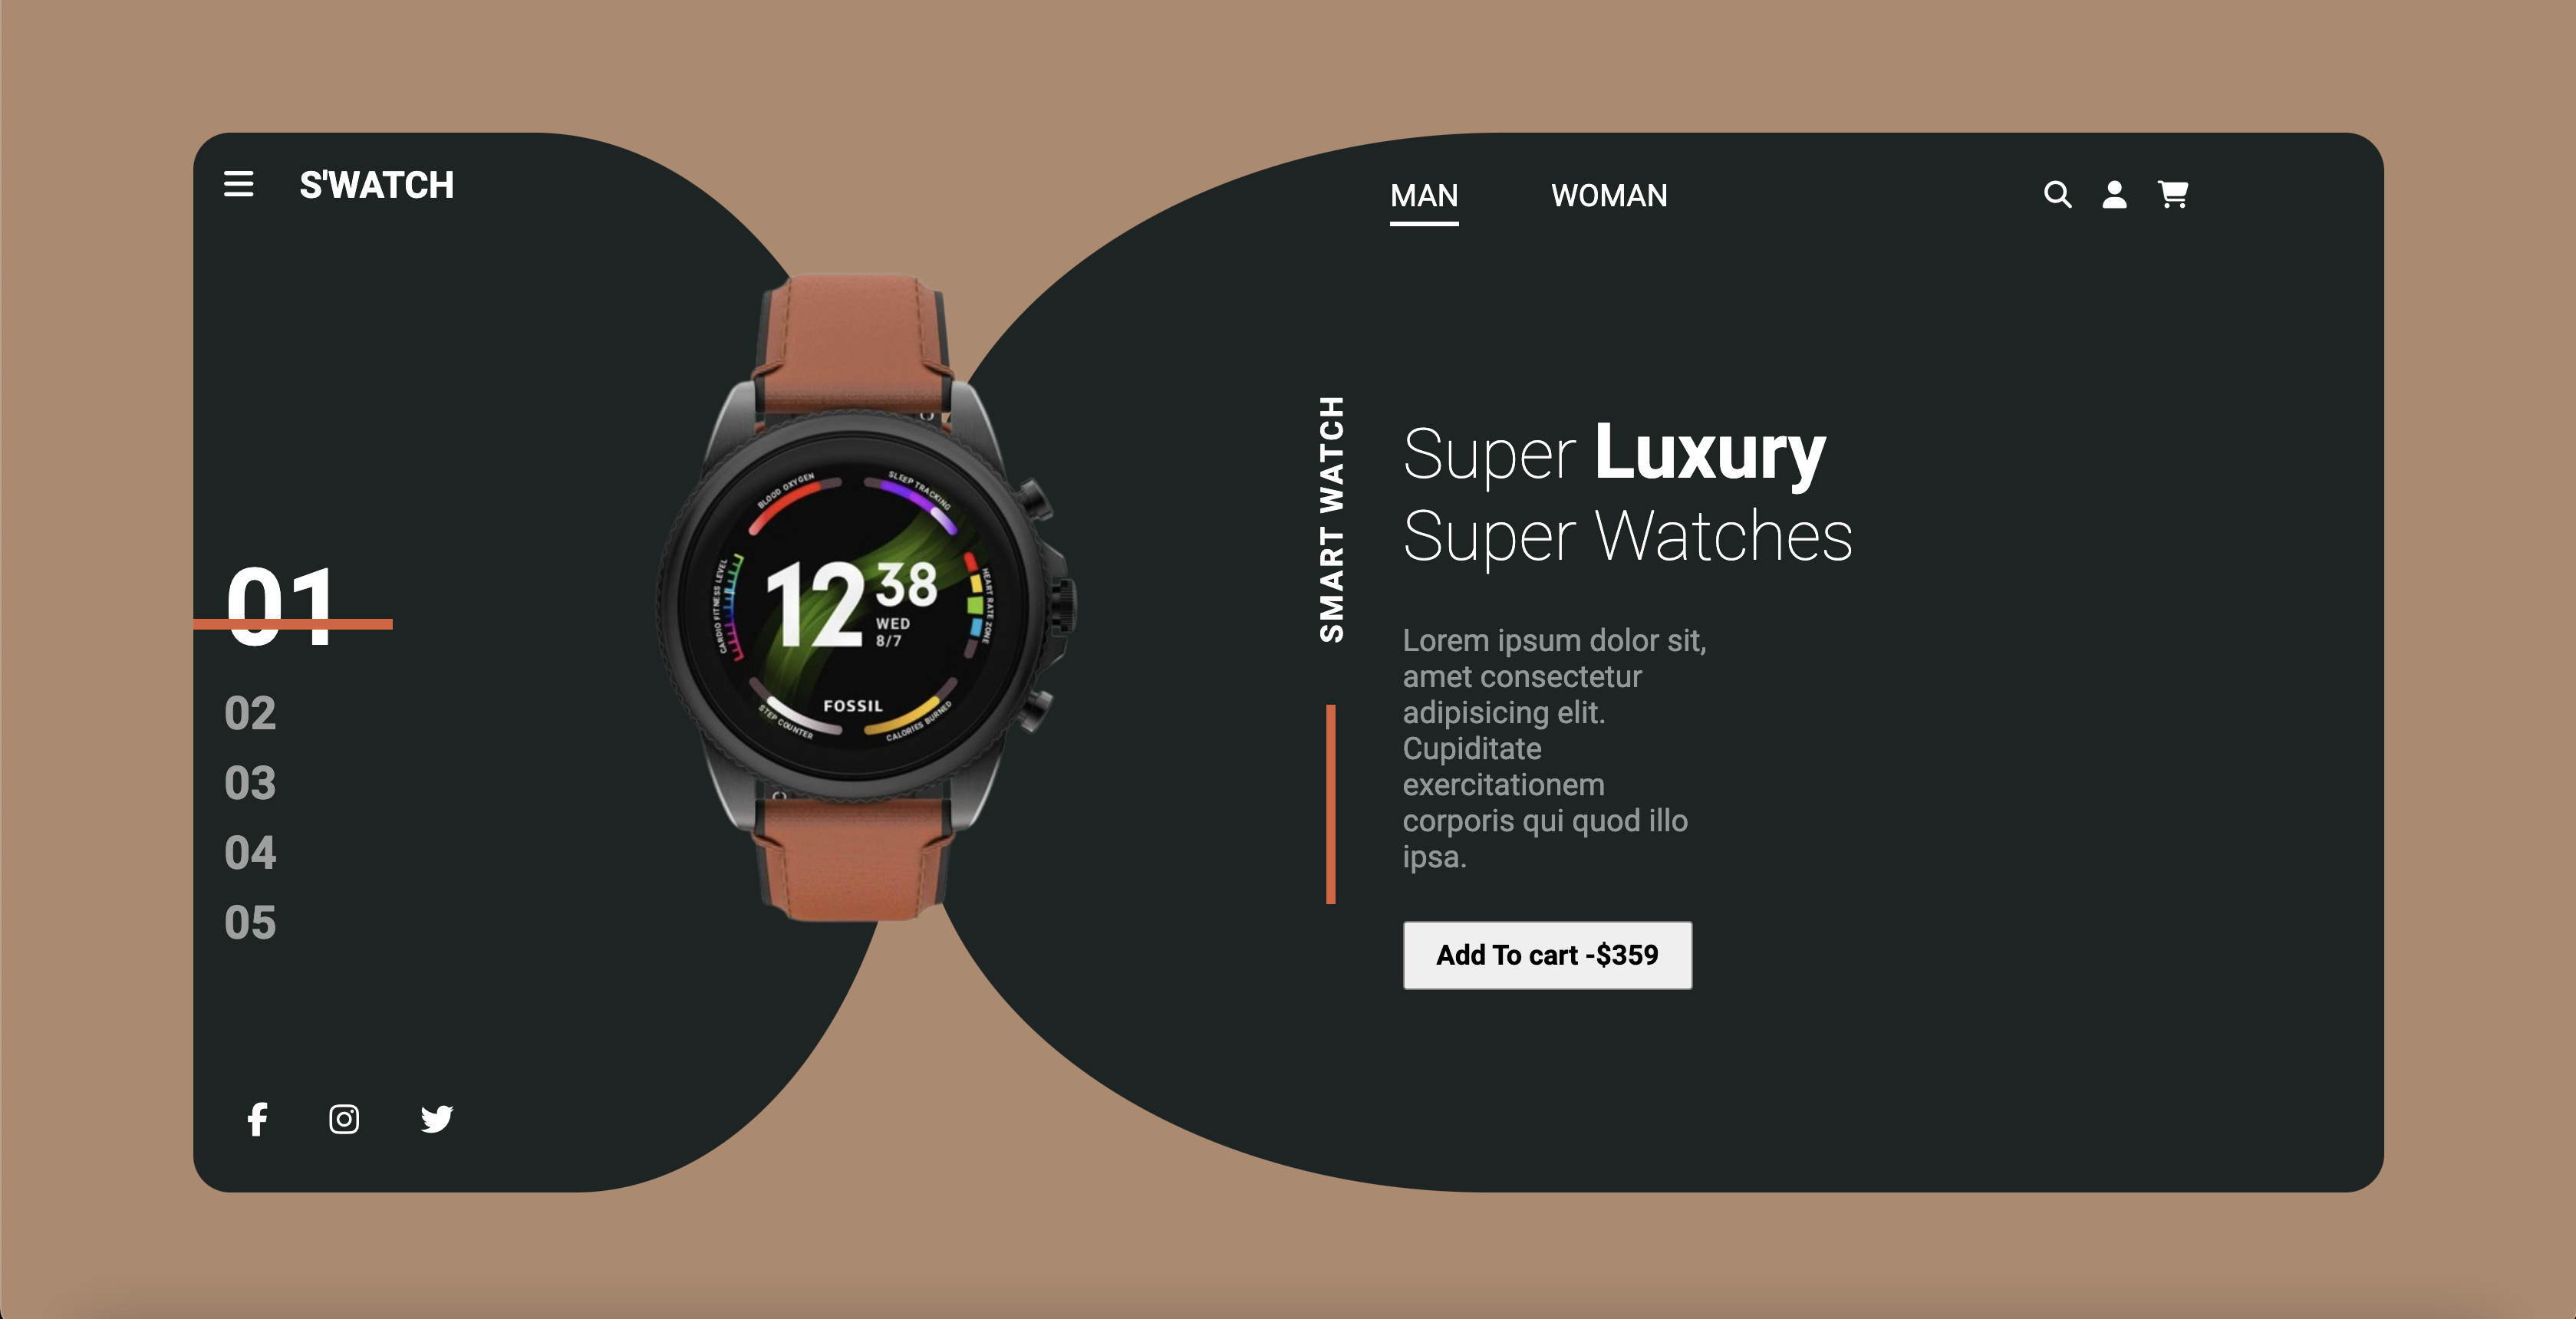 S'WATCH
MAN
WOMAN
01
02
03
04
05
BLOOD OXYGEN
SLEEP TRACKING
CARDIO FITNESS LEVEL
HEART RATE ZONE
12 38
WED
8/7
FOSSIL
STEP COUNTER
CALORIES BURNED
SMART WATCH
Super Luxury
Super Watches
Lorem ipsum dolor sit,
amet consectetur
adipisicing elit.
Cupiditate
exercitationem
corporis qui quod illo
ipsa.
Add To cart -$359